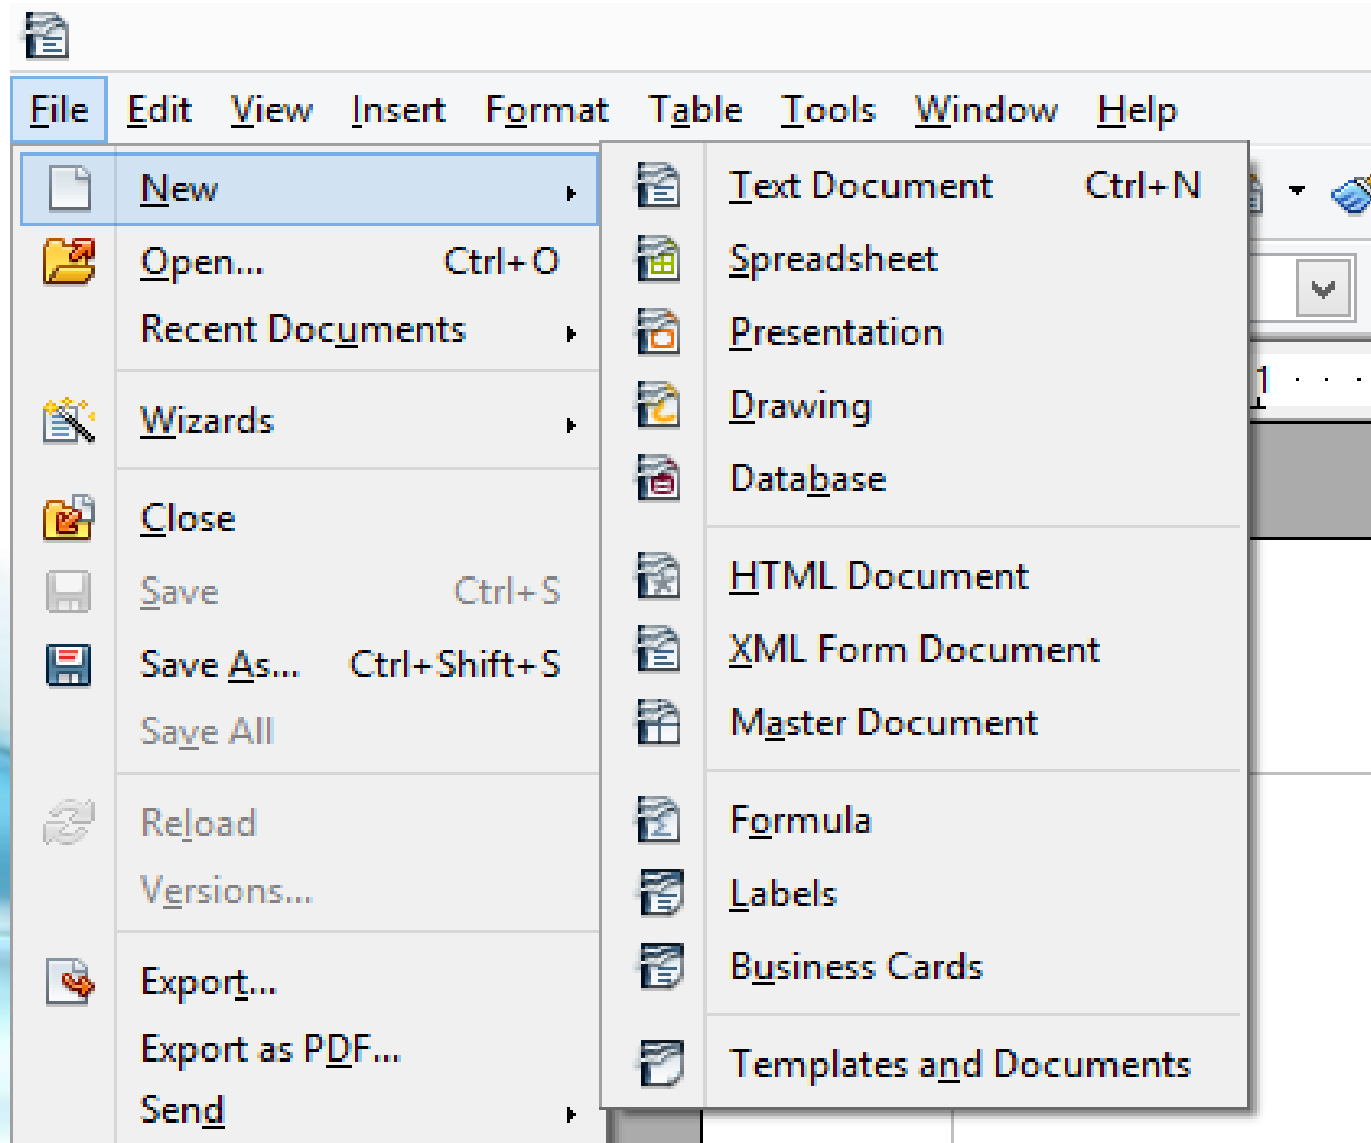 File Edit View Insert Format Table Tools Window Help
New
Open... Ctrl+O
Recent Documents
Wizards
Close
Save Ctrl+S
Save As... Ctrl+Shift+S
Save All
Reload
Versions...
Export...
Export as PDF...
Send
Text Document Ctrl+N
Spreadsheet
Presentation
Drawing
Database
HTML Document
XML Form Document
Master Document
Formula
Labels
Business Cards
Templates and Documents
1